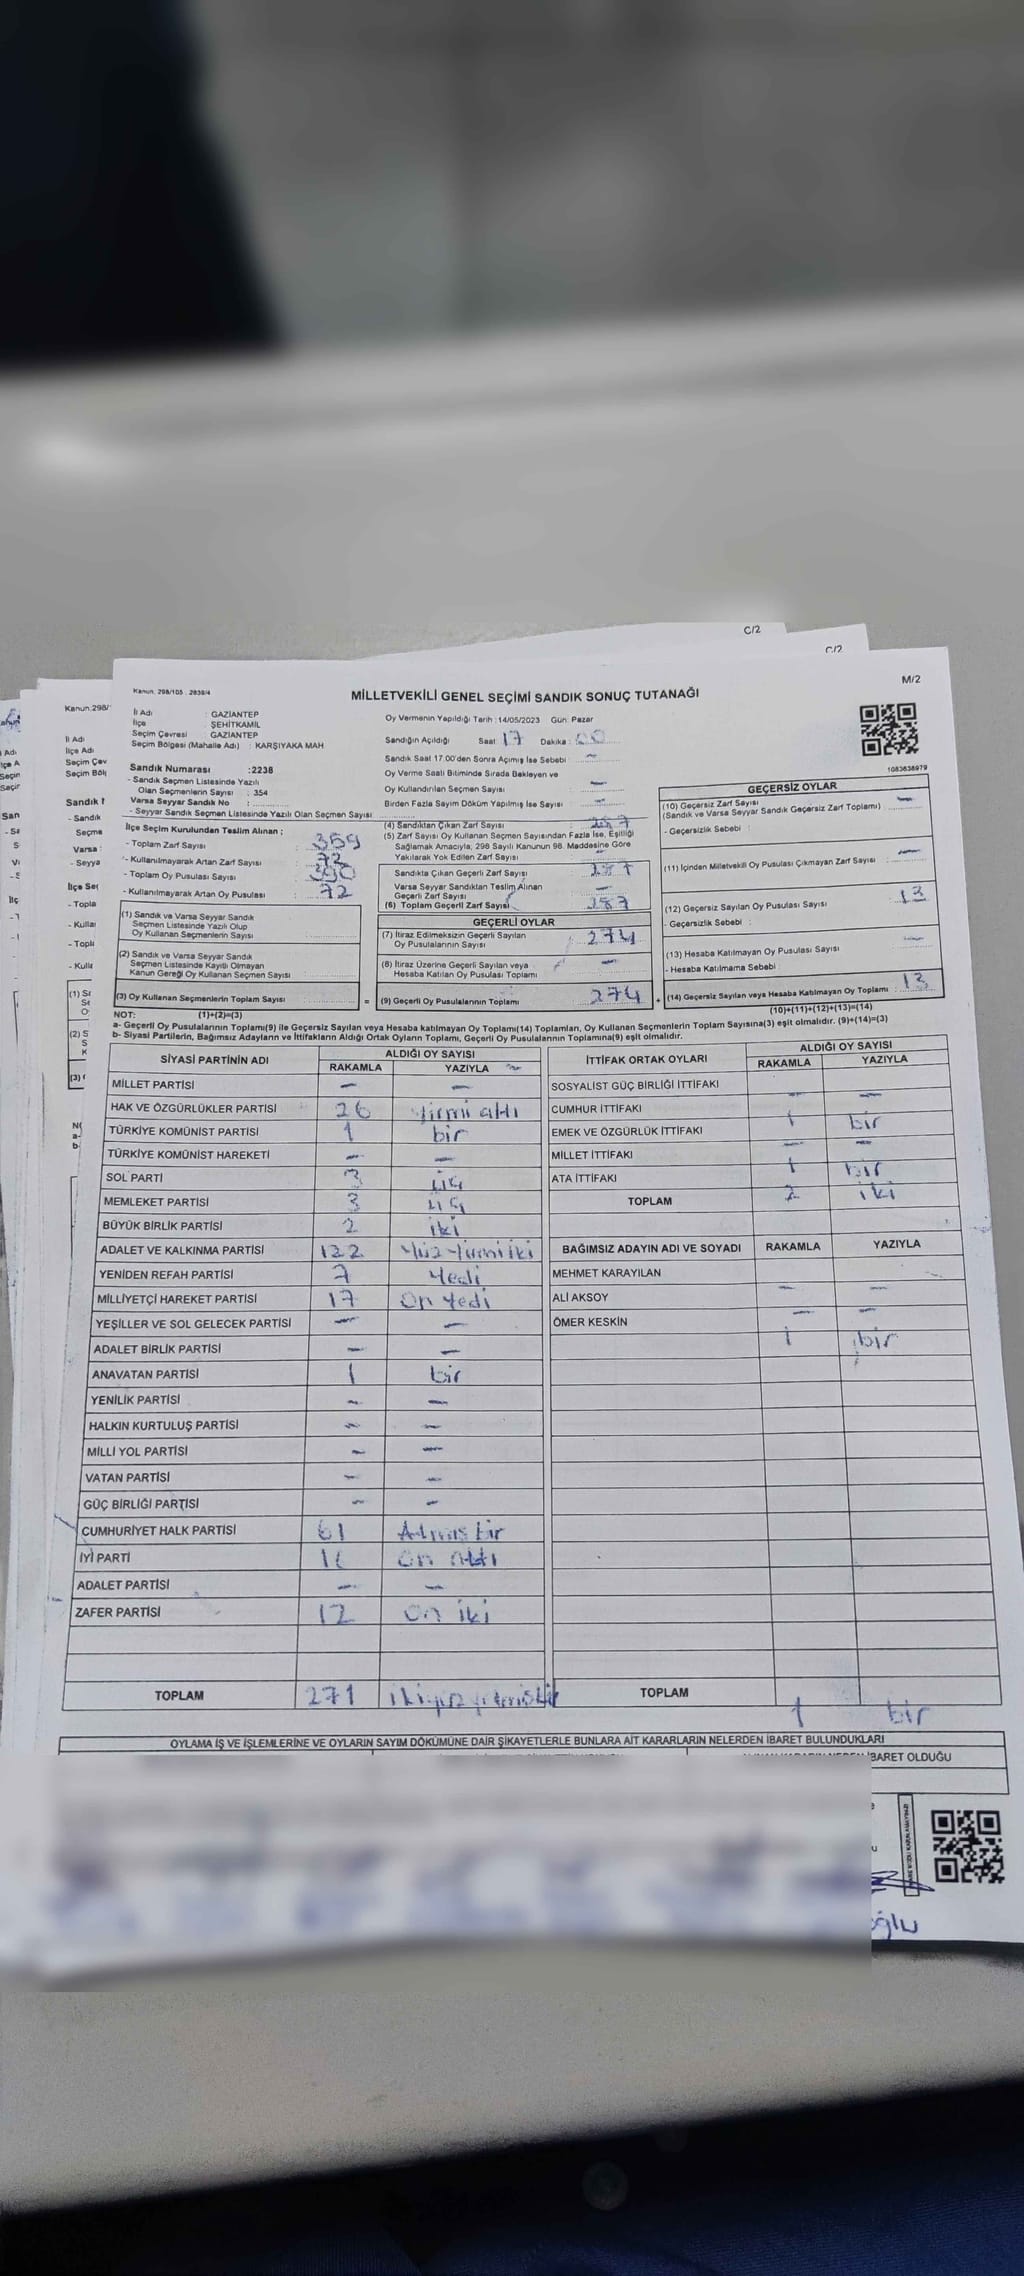 C/2
C/2
M/2
Kanun. 298/105 . 2839/4
MİLLETVEKİLİ GENEL SEÇİMİ SANDIK SONUÇ TUTANAĞI
İl Adı : GAZİANTEP
İlçe : ŞEHİTKAMİL
Seçim Çevresi : GAZİANTEP
Seçim Bölgesi (Mahalle Adı) : KARŞIYAKA MAH
Sandık Numarası :2238
- Sandık Seçmen Listesinde Yazılı
Olan Seçmenlerin Sayısı : 354
Varsa Seyyar Sandık No :
- Seyyar Sandık Seçmen Listesinde Yazılı Olan Seçmen Sayısı
İlçe Seçim Kurulundan Teslim Alınan ;
- Toplam Zarf Sayısı : 359
- Kullanılmayarak Artan Zarf Sayısı : 72
- Toplam Oy Pusulası Sayısı
- Kullanılmayarak Artan Oy Pusulası : 72
Oy Vermenin Yapıldığı Tarih :14/05/2023 Gün: Pazar
Sandığın Açıldığı Saat 17 Dakika : 00
Sandık Saat 17.00'den Sonra Açımış İse Sebebi : –
Oy Verme Saati Bitiminde Sırada Bekleyen ve
Oy Kullandırılan Seçmen Sayısı : –
Birden Fazla Sayım Döküm Yapılmış İse Sayısı : –
(4) Sandıktan Çıkan Zarf Sayısı : 287
(5) Zarf Sayısı Oy Kullanan Seçmen Sayısından Fazla İse, Eşitliği
Sağlamak Amacıyla, 298 Sayılı Kanunun 98. Maddesine Göre
Yakılarak Yok Edilen Zarf Sayısı : –
Sandıkta Çıkan Geçerli Zarf Sayısı : 287
Varsa Seyyar Sandıktan Teslim Alınan
Geçerli Zarf Sayısı : –
(6) Toplam Geçerli Zarf Sayısı : 287
1083636979
GEÇERSİZ OYLAR
(10) Geçersiz Zarf Sayısı : –
(Sandık ve Varsa Seyyar Sandık Geçersiz Zarf Toplamı)
- Geçersizlik Sebebi :
(11) İçinden Milletvekili Oy Pusulası Çıkmayan Zarf Sayısı : –
(12) Geçersiz Sayılan Oy Pusulası Sayısı : 13
- Geçersizlik Sebebi :
(13) Hesaba Katılmayan Oy Pusulası Sayısı : –
- Hesaba Katılmama Sebebi :
(14) Geçersiz Sayılan veya Hesaba Katılmayan Oy Toplamı : 13
(1) Sandık ve Varsa Seyyar Sandık
Seçmen Listesinde Yazılı Olup
Oy Kullanan Seçmenlerin Sayısı
(2) Sandık ve Varsa Seyyar Sandık
Seçmen Listesinde Kayıtlı Olmayan
Kanun Gereği Oy Kullanan Seçmen Sayısı
(3) Oy Kullanan Seçmenlerin Toplam Sayısı :
GEÇERLİ OYLAR
(7) İtiraz Edilmeksizin Geçerli Sayılan
Oy Pusulalarının Sayısı : 274
(8) İtiraz Üzerine Geçerli Sayılan veya
Hesaba Katılan Oy Pusulası Toplamı : –
= (9) Geçerli Oy Pusulalarının Toplamı : 274 +
NOT: (1)+(2)=(3)
(10)+(11)+(12)+(13)=(14)
a- Geçerli Oy Pusulalarının Toplamı(9) ile Geçersiz Sayılan veya Hesaba katılmayan Oy Toplamı(14) Toplamları, Oy Kullanan Seçmenlerin Toplam Sayısına(3) eşit olmalıdır. (9)+(14)=(3)
b- Siyasi Partilerin, Bağımsız Adayların ve İttifakların Aldığı Ortak Oyların Toplamı, Geçerli Oy Pusulalarının Toplamına(9) eşit olmalıdır.
SİYASİ PARTİNİN ADI ALDIĞI OY SAYISI
RAKAMLA YAZIYLA
MİLLET PARTİSİ – –
HAK VE ÖZGÜRLÜKLER PARTİSİ 26 Yirmi altı
TÜRKİYE KOMÜNİST PARTİSİ 1 bir
TÜRKİYE KOMÜNİST HAREKETİ – –
SOL PARTİ 3 üç
MEMLEKET PARTİSİ 3 üç
BÜYÜK BİRLİK PARTİSİ 2 iki
ADALET VE KALKINMA PARTİSİ 122 Yüz Yirmi iki
YENİDEN REFAH PARTİSİ 7 Yedi
MİLLİYETÇİ HAREKET PARTİSİ 17 On Yedi
YEŞİLLER VE SOL GELECEK PARTİSİ – –
ADALET BİRLİK PARTİSİ – –
ANAVATAN PARTİSİ 1 bir
YENİLİK PARTİSİ – –
HALKIN KURTULUŞ PARTİSİ – –
MİLLİ YOL PARTİSİ – –
VATAN PARTİSİ – –
GÜÇ BİRLİĞİ PARTİSİ – –
CUMHURİYET HALK PARTİSİ 61 Atmış bir
İYİ PARTİ 16 on altı
ADALET PARTİSİ – –
ZAFER PARTİSİ 12 on iki
TOPLAM 271 ikiyüzyetmişbir
İTTİFAK ORTAK OYLARI ALDIĞI OY SAYISI
RAKAMLA YAZIYLA
SOSYALİST GÜÇ BİRLİĞİ İTTİFAKI – –
CUMHUR İTTİFAKI 1 bir
EMEK VE ÖZGÜRLÜK İTTİFAKI – –
MİLLET İTTİFAKI 1 bir
ATA İTTİFAKI
TOPLAM 2 iki
BAĞIMSIZ ADAYIN ADI VE SOYADI RAKAMLA YAZIYLA
MEHMET KARAYILAN – –
ALİ AKSOY – –
ÖMER KESKİN 1 bir
TOPLAM 1 bir
OYLAMA İŞ VE İŞLEMLERİNE VE OYLARIN SAYIM DÖKÜMÜNE DAİR ŞİKAYETLERLE BUNLARA AİT KARARLARIN NELERDEN İBARET BULUNDUKLARI
İBARET OLDUĞU
oğlu